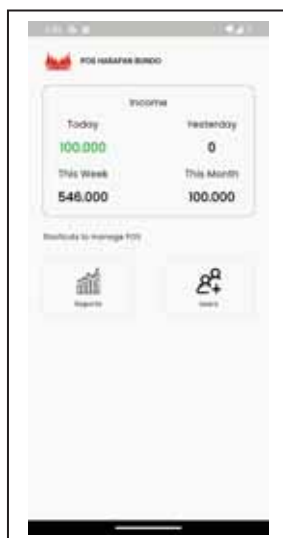 POS HARAPAN BUNDO
Income
Today Yesterday
100.000 0
This Week This Month
546.000 100.000
Shortcuts to manage POS
Reports Users